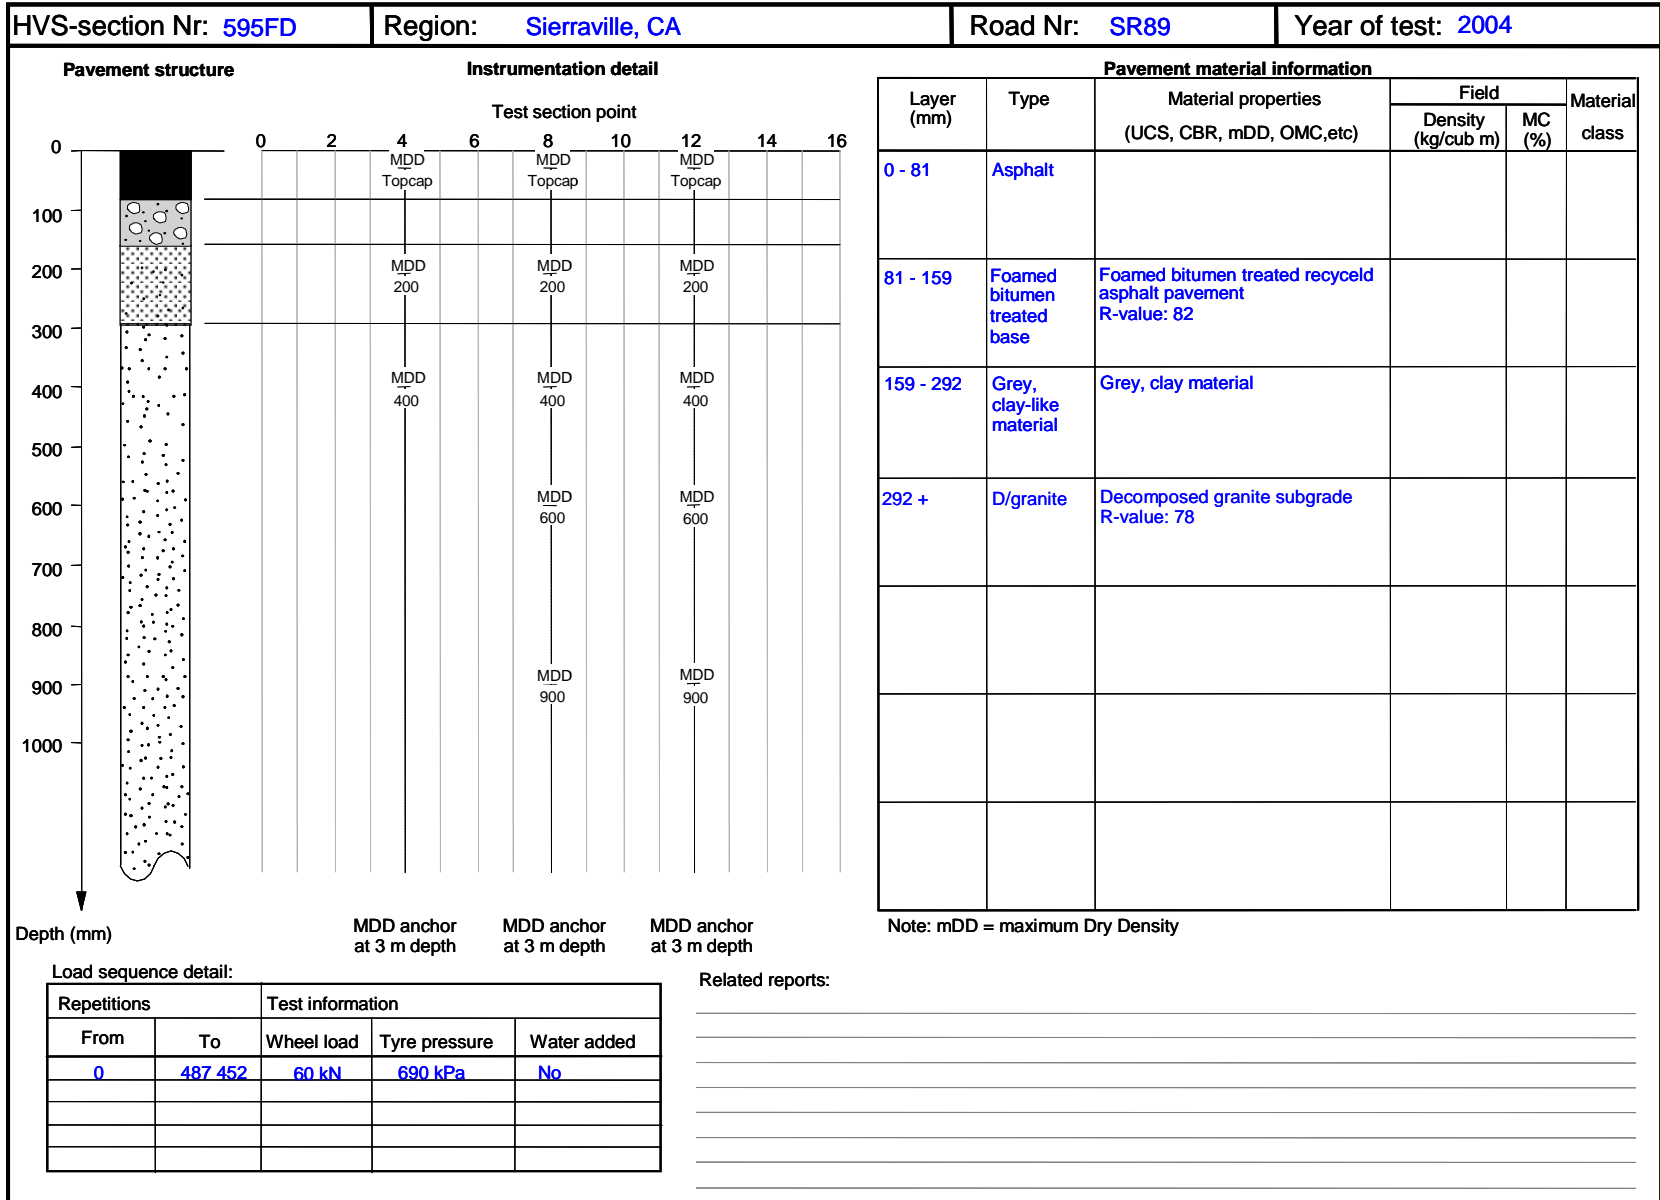 HVS-section Nr: 595FD Region: Sierraville, CA Road Nr: SR89 Year of test: 2004
Pavement structure
Instrumentation detail
Test section point
0 2 4 6 8 10 12 14 16
0
100
200
300
400
500
600
700
800
900
1000
Depth (mm)
MDD MDD MDD
Topcap Topcap Topcap
MDD MDD MDD
200 200 200
MDD MDD MDD
400 400 400
MDD MDD
600 600
MDD MDD
900 900
MDD anchor MDD anchor MDD anchor
at 3 m depth at 3 m depth at 3 m depth
Pavement material information
Layer
(mm)
Type
Material properties
(UCS, CBR, mDD, OMC,etc)
Field
Density
(kg/cub m)
MC
(%)
Material
class
0 - 81
Asphalt
81 - 159
Foamed
bitumen
treated
base
Foamed bitumen treated recyceld
asphalt pavement
R-value: 82
159 - 292
Grey,
clay-like
material
Grey, clay material
292 +
D/granite
Decomposed granite subgrade
R-value: 78
Note: mDD = maximum Dry Density
Load sequence detail:
Repetitions Test information
From To Wheel load Tyre pressure Water added
0 487 452 60 kN 690 kPa No
Related reports: